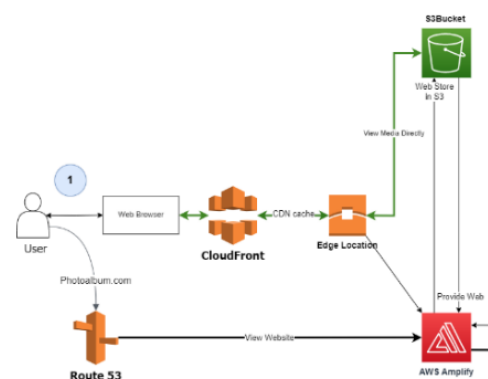 S3Bucket
Web Store
in S3
View Media Directly
1
Web Browser
CDN cache
User
CloudFront
Edge Location
Photoalbum.com
Provide Web
View Website
Route 53
AWS Amplify